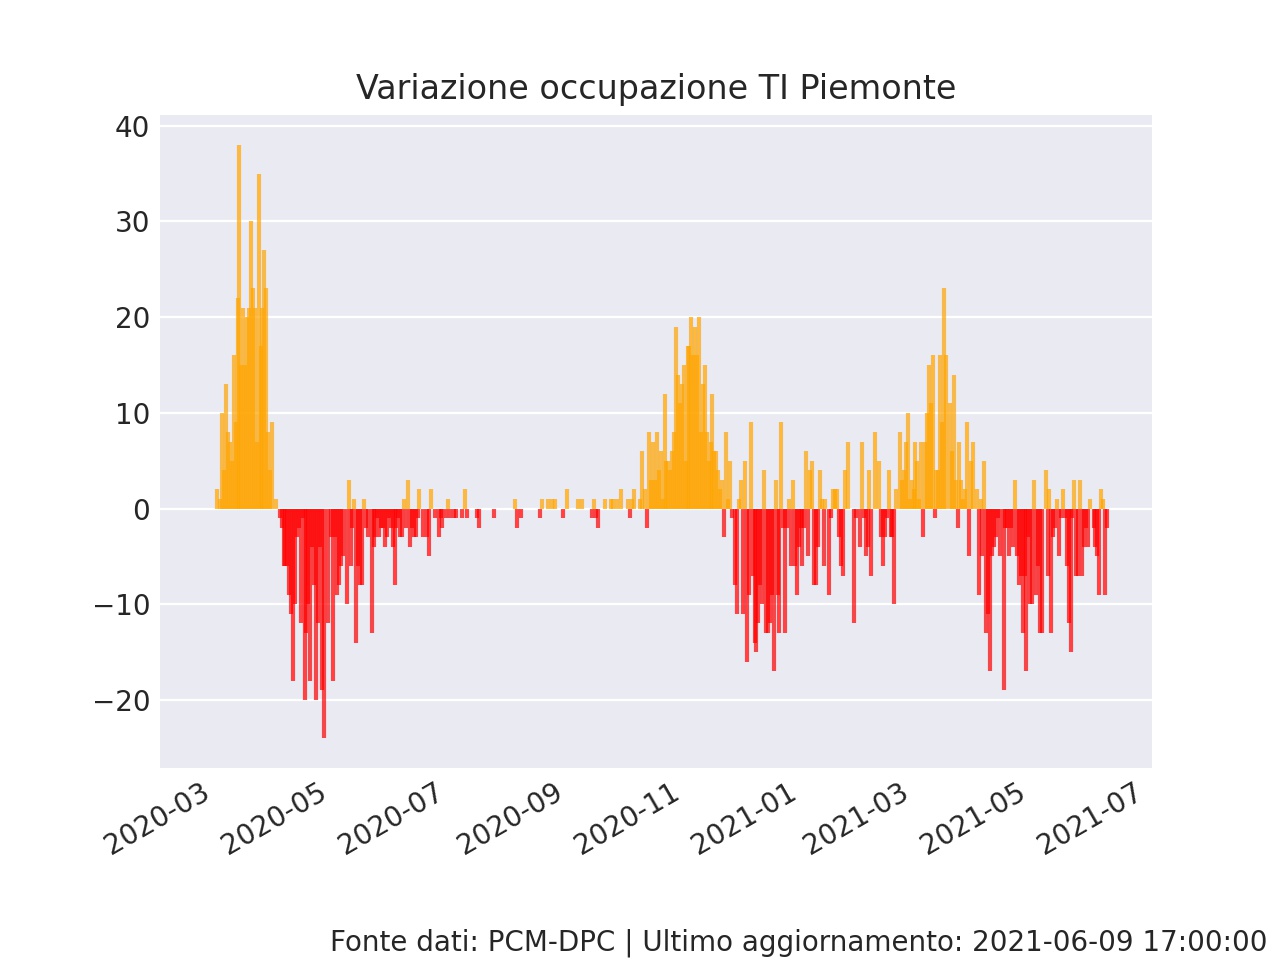 Variazione occupazione TI Piemonte
40
30
20
10
0
−10
−20
2020-03 2020-05 2020-07 2020-09 2020-11 2021-01 2021-03 2021-05 2021-07
Fonte dati: PCM-DPC | Ultimo aggiornamento: 2021-06-09 17:00:00